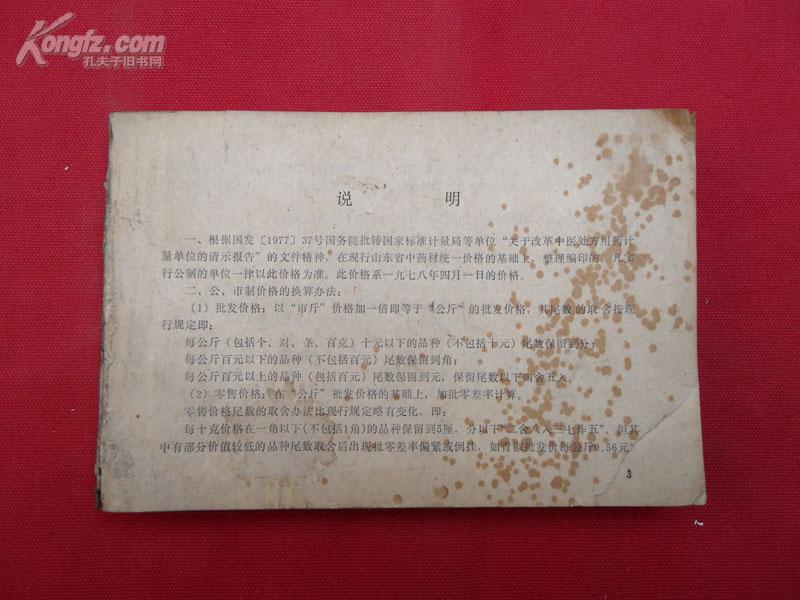 Kongfz.com
孔夫子旧书网
说 明
一、根据国发〔1977〕37号国务院批转国家标准计量局等单位“关于改革中医处方用药计
量单位的请示报告”的文件精神，在现行山东省中药材统一价格的基础上，整理编印的，凡实
行公制的单位一律以此价格为准。此价格系一九七八年四月一日的价格。
二、公、市制价格的换算办法：
（1）批发价格：以“市斤”价格加一倍即等于“公斤”的批发价格，其尾数的取舍按现
行规定即：
每公斤（包括个、对、条、百克）十元以下的品种（不包括十元）尾数保留到分；
每公斤百元以下的品种（不包括百元）尾数保留到角；
每公斤百元以上的品种（包括百元）尾数保留到元，保留尾数以下四舍五入。
（2）零售价格：在“公斤”批发价格的基础上，加批零差率计算。
零售价格尾数的取舍办法比现行规定略有变化，即：
每十克价格在一角以下(不包括1角)的品种保留到5厘，分以下“二舍八入三七作五”，但其
中有部分价值较低的品种尾数取舍后出现批零差率偏紧或倒挂，如青黛批发价每公斤0.56元
3